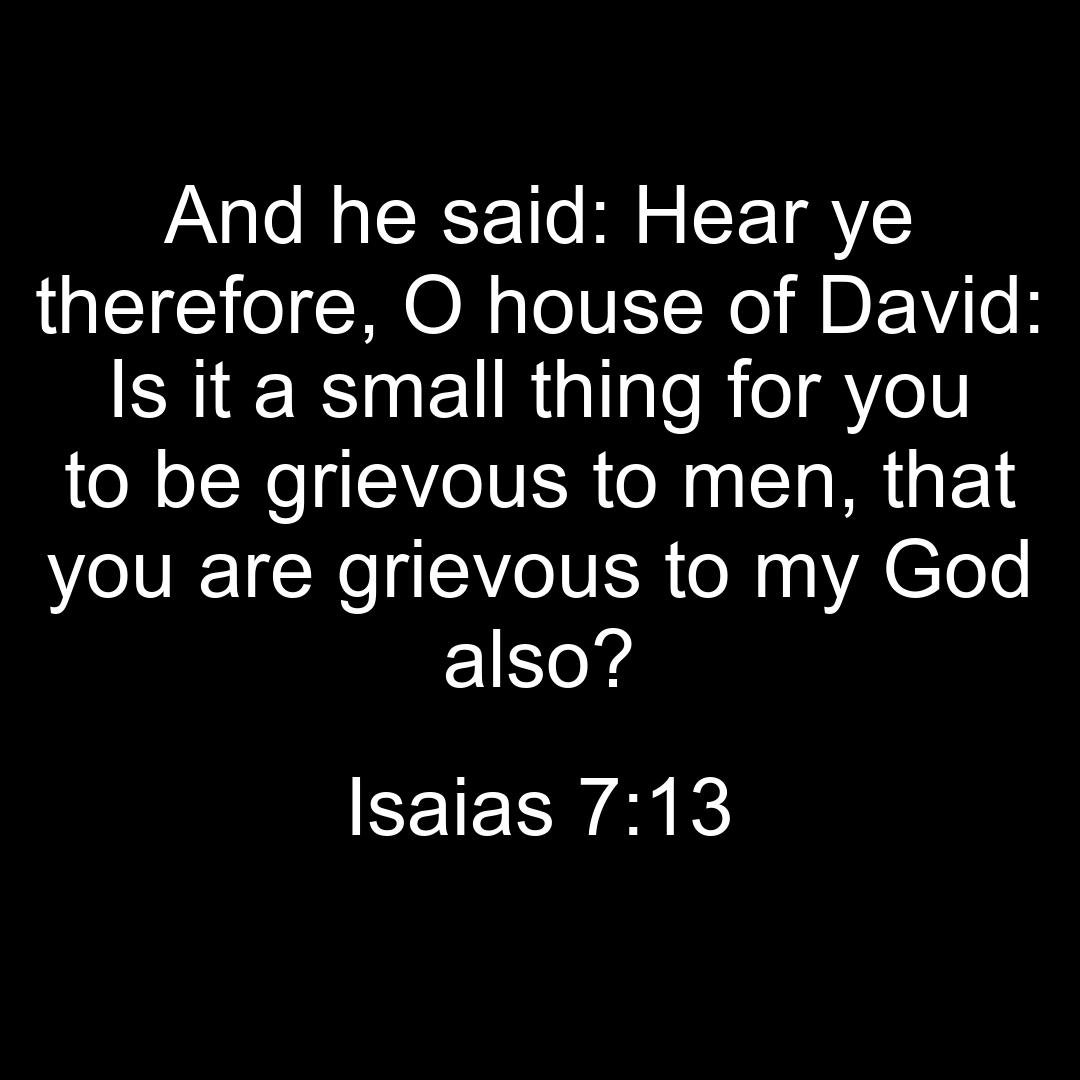 And he said: Hear ye
therefore, O house of David:
Is it a small thing for you
to be grievous to men, that
you are grievous to my God
also?
Isaias 7:13